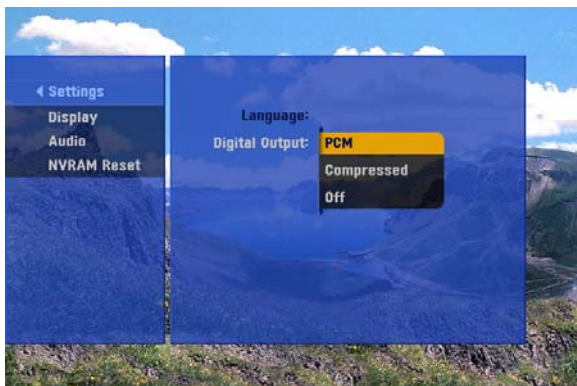 Settings
Display
Audio
NVRAM Reset
Language:
Digital Output: PCM
Compressed
Off